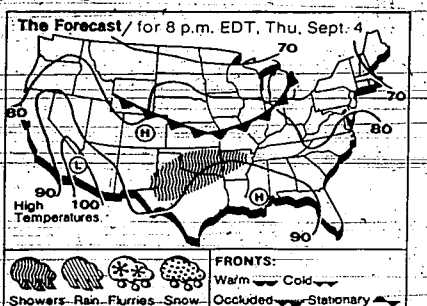 The Forecast / for 8 p.m. EDT, Thu, Sept. 4
70
70
80
80
H
L
H
90
100
High
Temperatures
90
Showers Rain Flurries Snow
FRONTS:
Warm Cold
Occluded Stationary